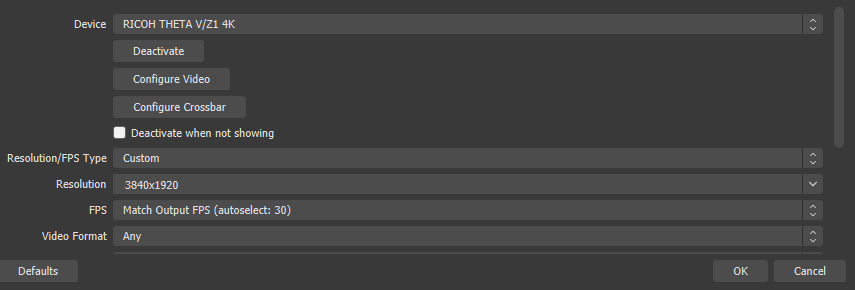 Device RICOH THETA V/Z1 4K
Deactivate
Configure Video
Configure Crossbar
Deactivate when not showing
Resolution/FPS Type Custom
Resolution 3840x1920
FPS Match Output FPS (autoselect: 30)
Video Format Any
Defaults OK Cancel